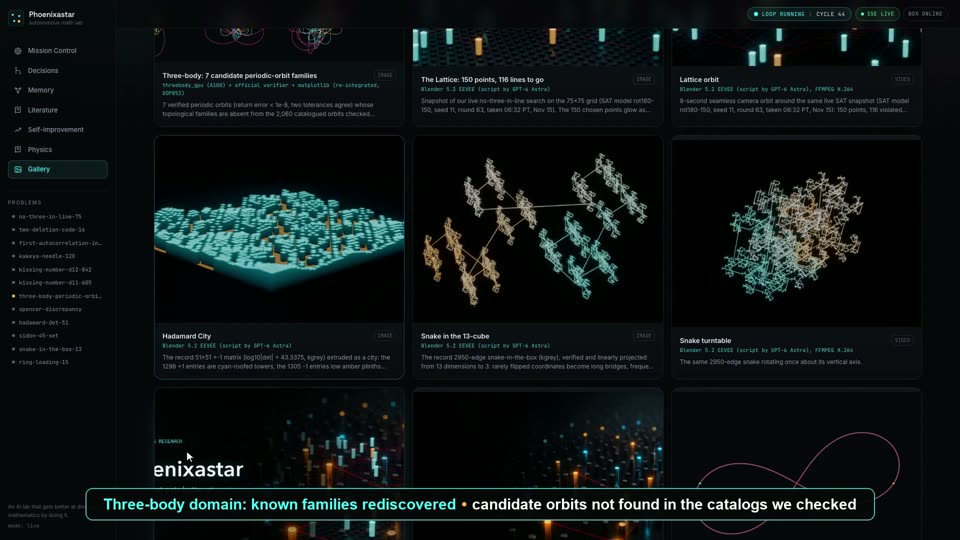 Phoenixastar
autonomous math lab
LOOP RUNNING | CYCLE 44
SSE LIVE
BOX ONLINE
Mission Control
Decisions
Memory
Literature
Self-improvement
Physics
Gallery
PROBLEMS
no-three-in-line-75
two-deletion-code-16
first-autocorrelation-in…
kakeya-needle-128
kissing-number-d12-842
kissing-number-d11-605
three-body-periodic-orbi…
spencer-discrepancy
hadamard-det-51
sidon-45-set
snake-in-the-box-13
ring-loading-15
An AI lab that gets better at
mathematics by doing it.
mode: live
Three-body: 7 candidate periodic-orbit families
IMAGE
threebody_gpu (A100) + official verifier + matplotlib (re-integrated,
DOP853)
7 verified periodic orbits (return error < 1e-8, two tolerances agree) whose
topological families are absent from the 2,060 catalogued orbits checked…
The Lattice: 150 points, 116 lines to go
IMAGE
Blender 5.2 EEVEE (script by GPT-6 Astra)
Snapshot of our live no-three-in-line search on the 75×75 grid (SAT model rot180-
150, seed 11, round 63, taken 06:32 PT, Nov 15). The 150 chosen points glow as…
Lattice orbit
VIDEO
Blender 5.2 EEVEE (script by GPT-6 Astra), FFMPEG H.264
8-second seamless camera orbit around the same live SAT snapshot (SAT model
rot180-150, seed 11, round 63, taken 06:32 PT, Nov 15): 150 points, 116 violated…
Hadamard City
IMAGE
Blender 5.2 EEVEE (script by GPT-6 Astra)
The record 51×51 +-1 matrix (log10|det| = 43.3375, kgrey) extruded as a city: the
1296 +1 entries are cyan-roofed towers, the 1305 -1 entries low amber plinths…
Snake in the 13-cube
IMAGE
Blender 5.2 EEVEE (script by GPT-6 Astra)
The record 2950-edge snake-in-the-box (kgrey), verified and linearly projected
from 13 dimensions to 3: rarely flipped coordinates become long bridges, freque…
Snake turntable
VIDEO
Blender 5.2 EEVEE (script by GPT-6 Astra), FFMPEG H.264
The same 2950-edge snake rotating once about its vertical axis.
RESEARCH
enixastar
Three-body domain: known families rediscovered • candidate orbits not found in the catalogs we checked